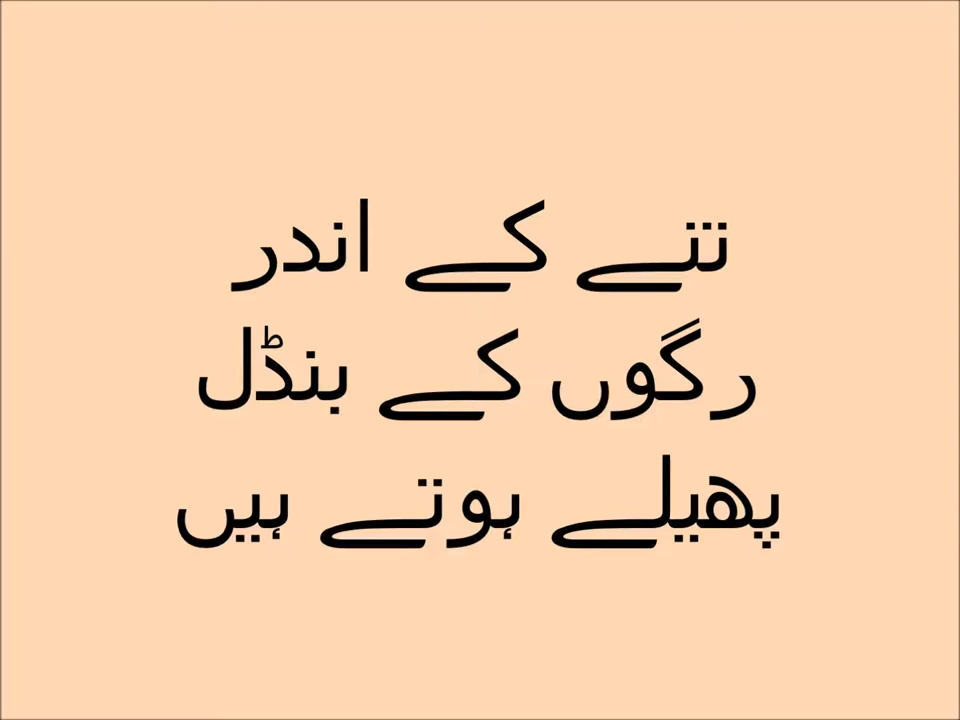 تنے کے اندر
رگوں کے بنڈل
پھیلے ہوتے ہیں